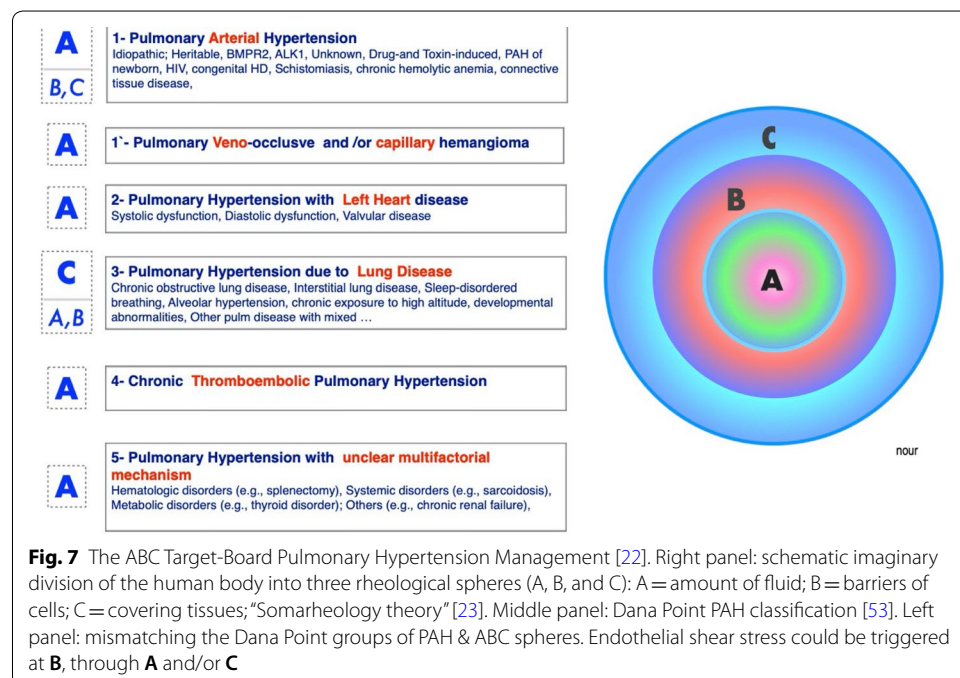 A
B,C
1- Pulmonary Arterial Hypertension
Idiopathic; Heritable, BMPR2, ALK1, Unknown, Drug-and Toxin-induced, PAH of
newborn, HIV, congenital HD, Schistomiasis, chronic hemolytic anemia, connective
tissue disease,
A
1`- Pulmonary Veno-occlusve and /or capillary hemangioma
A
2- Pulmonary Hypertension with Left Heart disease
Systolic dysfunction, Diastolic dysfunction, Valvular disease
C
A,B
3- Pulmonary Hypertension due to Lung Disease
Chronic obstructive lung disease, Interstitial lung disease, Sleep-disordered
breathing, Alveolar hypertension, chronic exposure to high altitude, developmental
abnormalities, Other pulm disease with mixed ...
A
4- Chronic Thromboembolic Pulmonary Hypertension
A
5- Pulmonary Hypertension with unclear multifactorial
mechanism
Hematologic disorders (e.g., splenectomy), Systemic disorders (e.g., sarcoidosis),
Metabolic disorders (e.g., thyroid disorder); Others (e.g., chronic renal failure),
C
B
A
nour
Fig. 7 The ABC Target-Board Pulmonary Hypertension Management [22]. Right panel: schematic imaginary
division of the human body into three rheological spheres (A, B, and C): A = amount of fluid; B = barriers of
cells; C = covering tissues; "Somarheology theory" [23]. Middle panel: Dana Point PAH classification [53]. Left
panel: mismatching the Dana Point groups of PAH & ABC spheres. Endothelial shear stress could be triggered
at B, through A and/or C